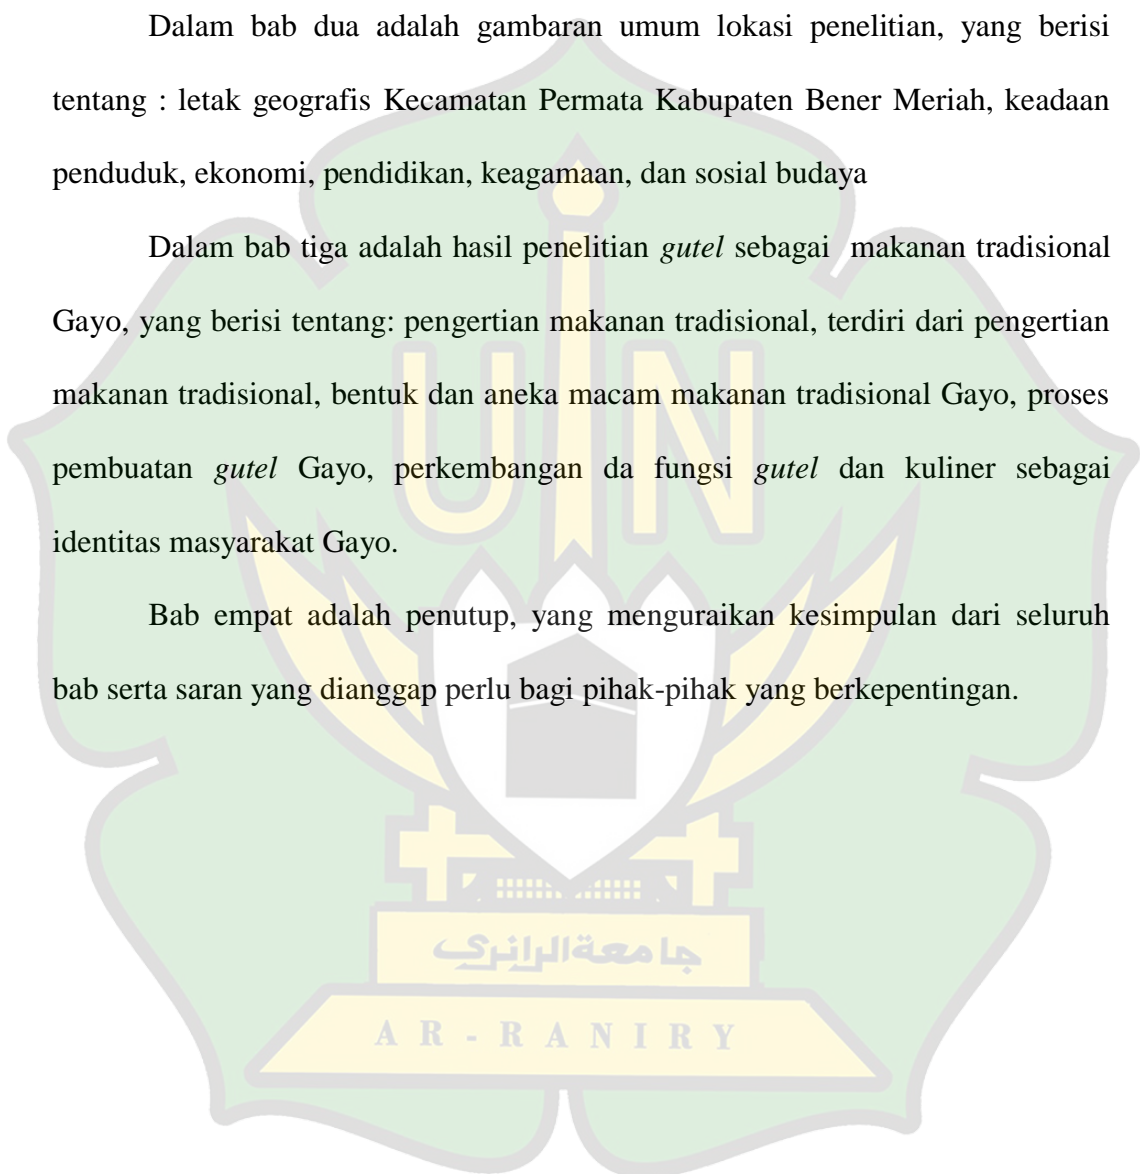 Dalam bab dua adalah gambaran umum lokasi penelitian, yang berisi
tentang : letak geografis Kecamatan Permata Kabupaten Bener Meriah, keadaan
penduduk, ekonomi, pendidikan, keagamaan, dan sosial budaya
Dalam bab tiga adalah hasil penelitian gutel sebagai makanan tradisional
Gayo, yang berisi tentang: pengertian makanan tradisional, terdiri dari pengertian
makanan tradisional, bentuk dan aneka macam makanan tradisional Gayo, proses
pembuatan gutel Gayo, perkembangan da fungsi gutel dan kuliner sebagai
identitas masyarakat Gayo.
Bab empat adalah penutup, yang menguraikan kesimpulan dari seluruh
bab serta saran yang dianggap perlu bagi pihak-pihak yang berkepentingan.
UIN
جامعة الرانري
AR-RANIRY